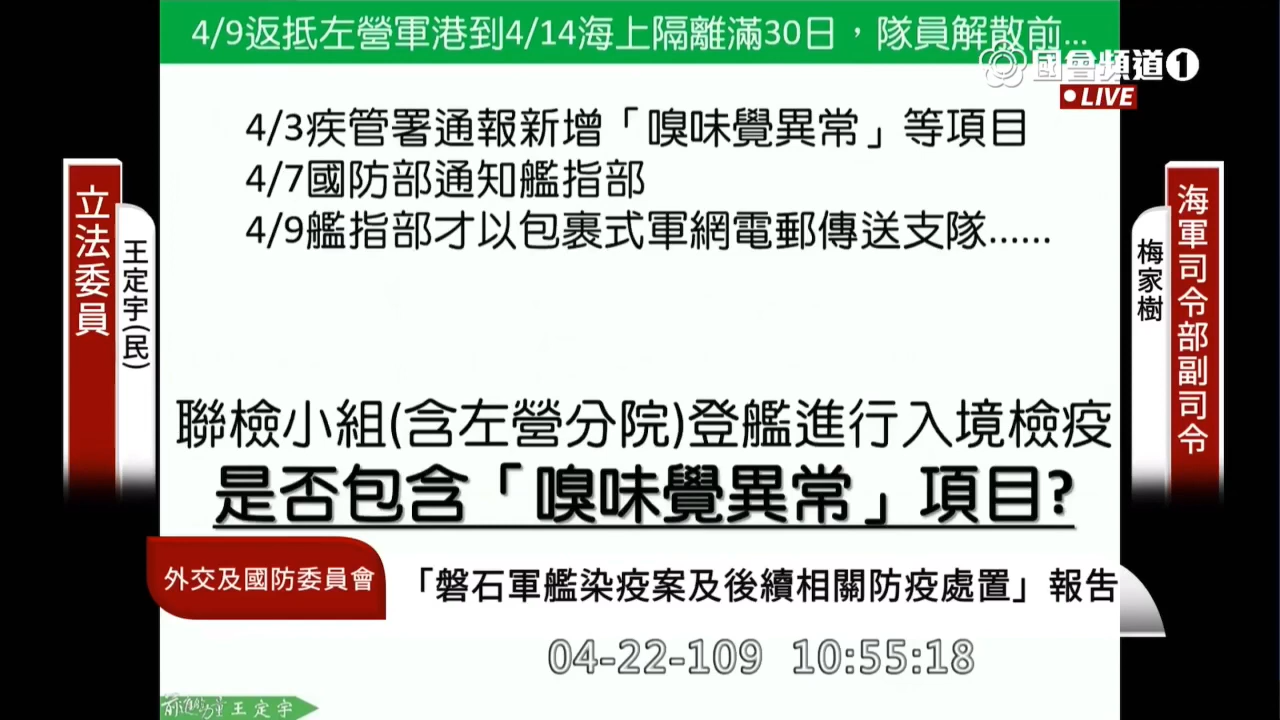 4/9返抵左營軍港到4/14海上隔離滿30日，隊員解散前...
國會頻道1
LIVE
4/3疾管署通報新增「嗅味覺異常」等項目
4/7國防部通知艦指部
4/9艦指部才以包裹式軍網電郵傳送支隊......
立法委員
王定宇(民)
海軍司令部副司令
梅家樹
聯檢小組(含左營分院)登艦進行入境檢疫
是否包含「嗅味覺異常」項目?
外交及國防委員會
「磐石軍艦染疫案及後續相關防疫處置」報告
04-22-109 10:55:18
王定宇